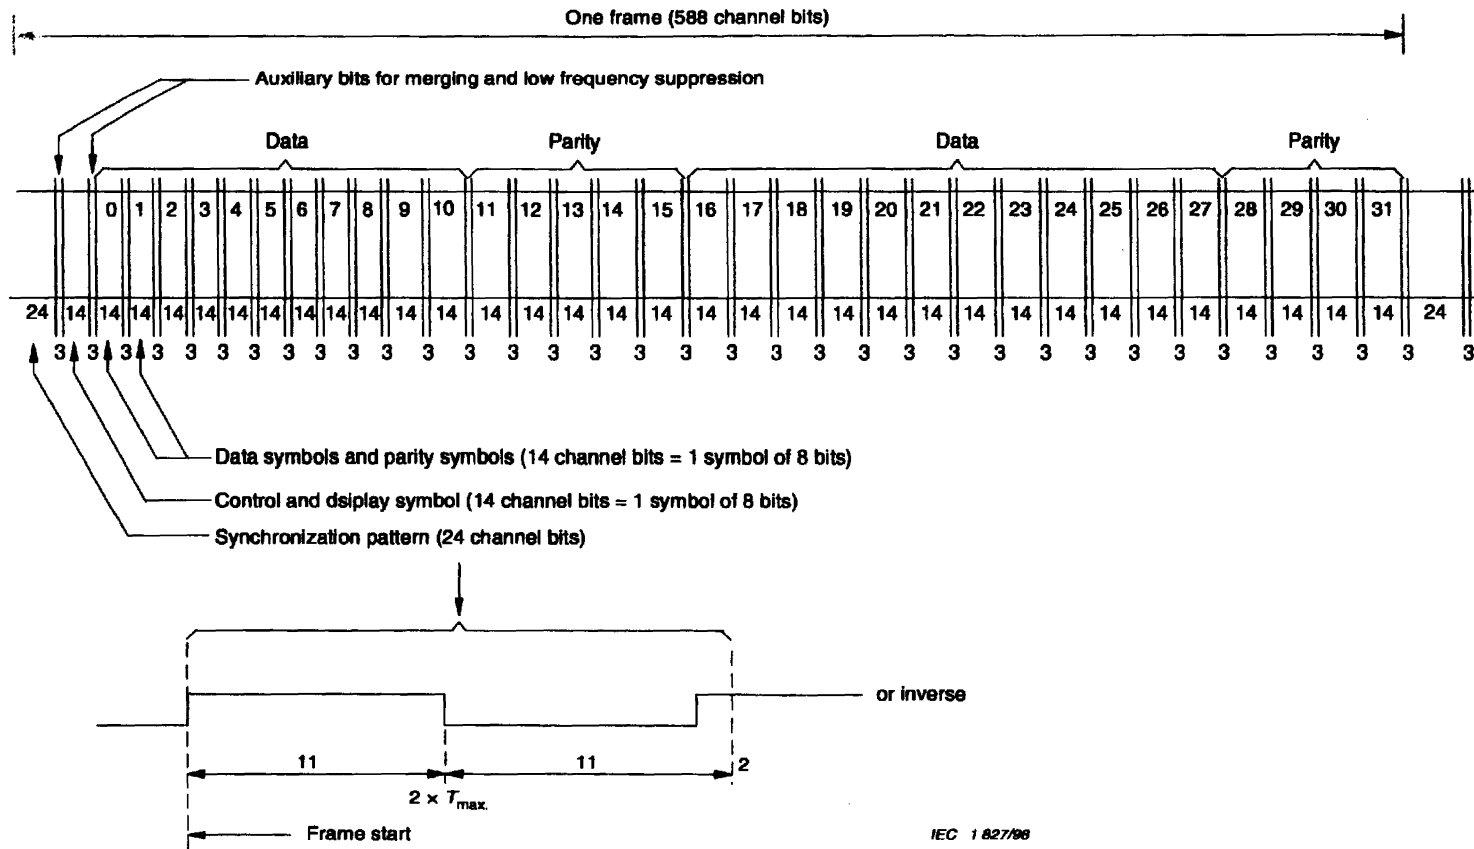 One frame (588 channel bits)
Auxiliary bits for merging and low frequency suppression
Data Parity Data Parity
0 1 2 3 4 5 6 7 8 9 10 11 12 13 14 15 16 17 18 19 20 21 22 23 24 25 26 27 28 29 30 31
24 14 14 14 14 14 14 14 14 14 14 14 14 14 14 14 14 14 14 14 14 14 14 14 14 14 14 14 14 14 14 14 14 14 24
3 3 3 3 3 3 3 3 3 3 3 3 3 3 3 3 3 3 3 3 3 3 3 3 3 3 3 3 3 3 3 3 3 3 3
Data symbols and parity symbols (14 channel bits = 1 symbol of 8 bits)
Control and dsiplay symbol (14 channel bits = 1 symbol of 8 bits)
Synchronization pattern (24 channel bits)
or inverse
11 11 2
2 × Tmax.
Frame start
IEC 1 827/98